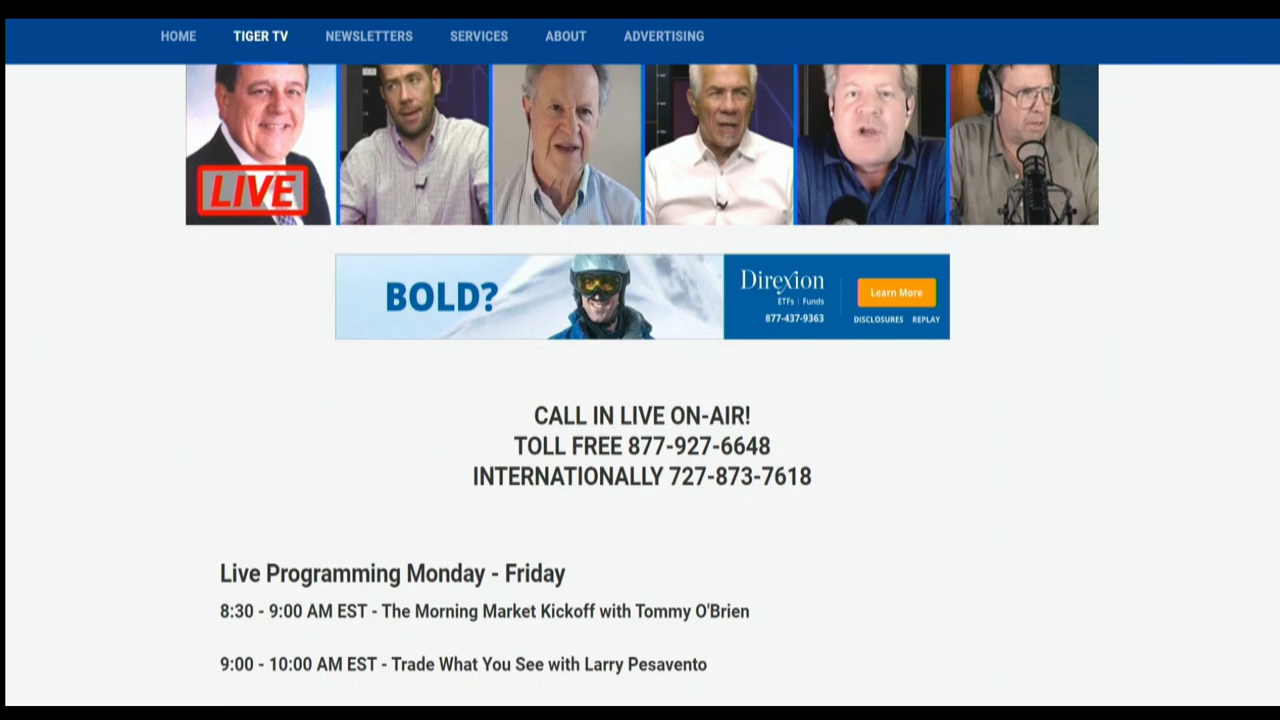 HOME TIGER TV NEWSLETTERS SERVICES ABOUT ADVERTISING
LIVE
BOLD?
Direxion
ETFs | Funds
877-437-9363
Learn More
DISCLOSURES REPLAY
CALL IN LIVE ON-AIR!
TOLL FREE 877-927-6648
INTERNATIONALLY 727-873-7618
Live Programming Monday - Friday
8:30 - 9:00 AM EST - The Morning Market Kickoff with Tommy O'Brien
9:00 - 10:00 AM EST - Trade What You See with Larry Pesavento